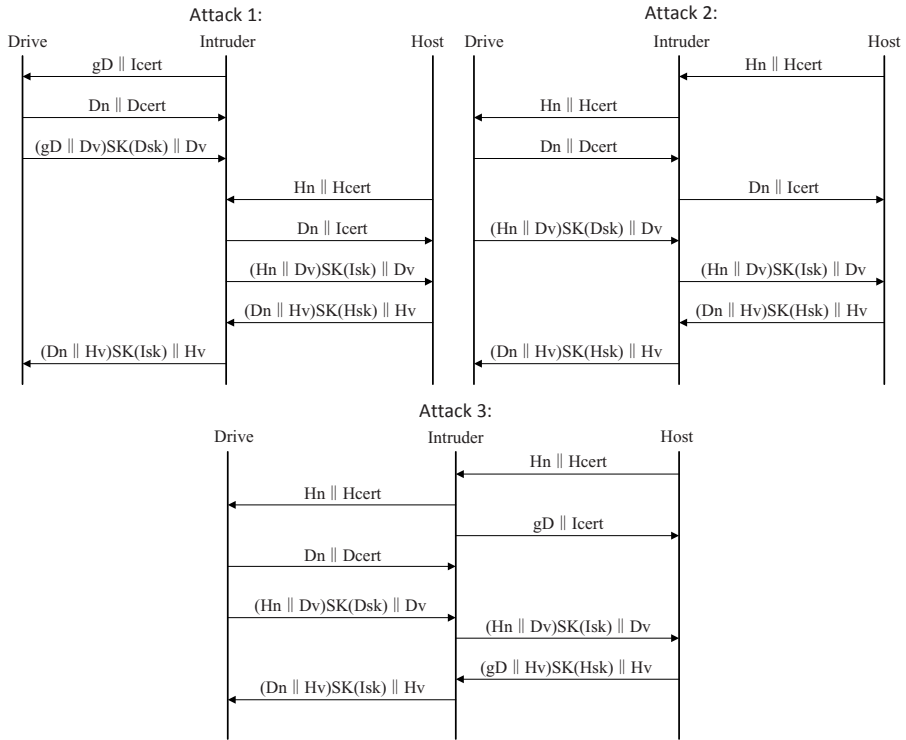 Attack 1:
Drive Intruder Host
gD || Icert
Dn || Dcert
(gD || Dv)SK(Dsk) || Dv
Hn || Hcert
Dn || Icert
(Hn || Dv)SK(Isk) || Dv
(Dn || Hv)SK(Hsk) || Hv
(Dn || Hv)SK(Isk) || Hv
Attack 2:
Drive Intruder Host
Hn || Hcert
Hn || Hcert
Dn || Dcert
Dn || Icert
(Hn || Dv)SK(Dsk) || Dv
(Hn || Dv)SK(Isk) || Dv
(Dn || Hv)SK(Hsk) || Hv
(Dn || Hv)SK(Hsk) || Hv
Attack 3:
Drive Intruder Host
Hn || Hcert
Hn || Hcert
gD || Icert
Dn || Dcert
(Hn || Dv)SK(Dsk) || Dv
(Hn || Dv)SK(Isk) || Dv
(gD || Hv)SK(Hsk) || Hv
(Dn || Hv)SK(Isk) || Hv